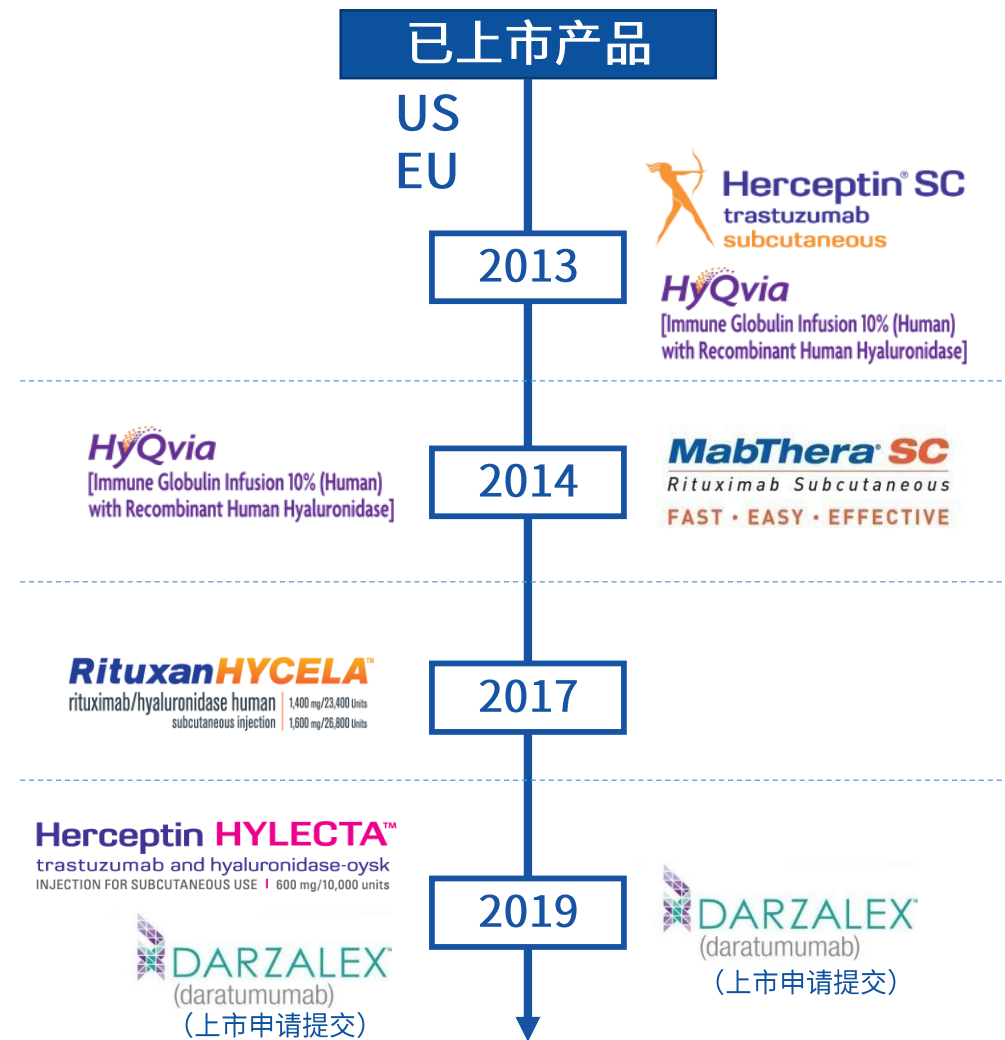 已上市产品
US
EU
Herceptin® SC
trastuzumab
subcutaneous
2013
HyQvia
[Immune Globulin Infusion 10% (Human)
with Recombinant Human Hyaluronidase]
HyQvia
[Immune Globulin Infusion 10% (Human)
with Recombinant Human Hyaluronidase]
2014
MabThera® SC
Rituximab Subcutaneous
FAST · EASY · EFFECTIVE
RituxanHYCELA™
rituximab/hyaluronidase human
subcutaneous injection
1,400 mg/23,400 Units
1,600 mg/26,800 Units
2017
Herceptin HYLECTA™
trastuzumab and hyaluronidase-oysk
INJECTION FOR SUBCUTANEOUS USE | 600 mg/10,000 units
DARZALEX™
(daratumumab)
（上市申请提交）
2019
DARZALEX™
(daratumumab)
（上市申请提交）